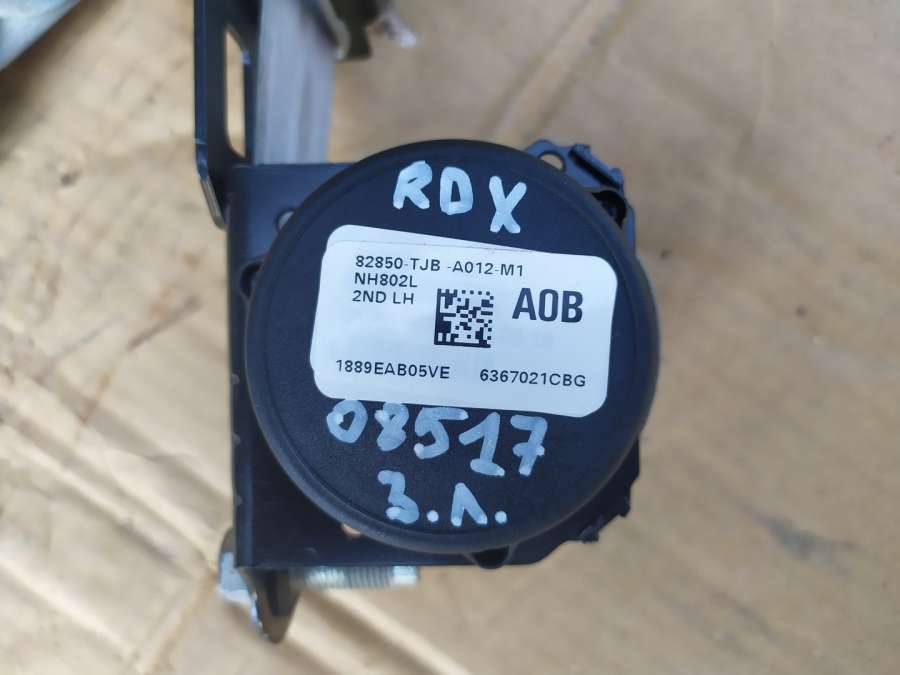 RDX
82850-TJB -A012-M1
NH802L
2ND LH
A0B
1889EAB05VE 6367021CBG
08517
З.Л.